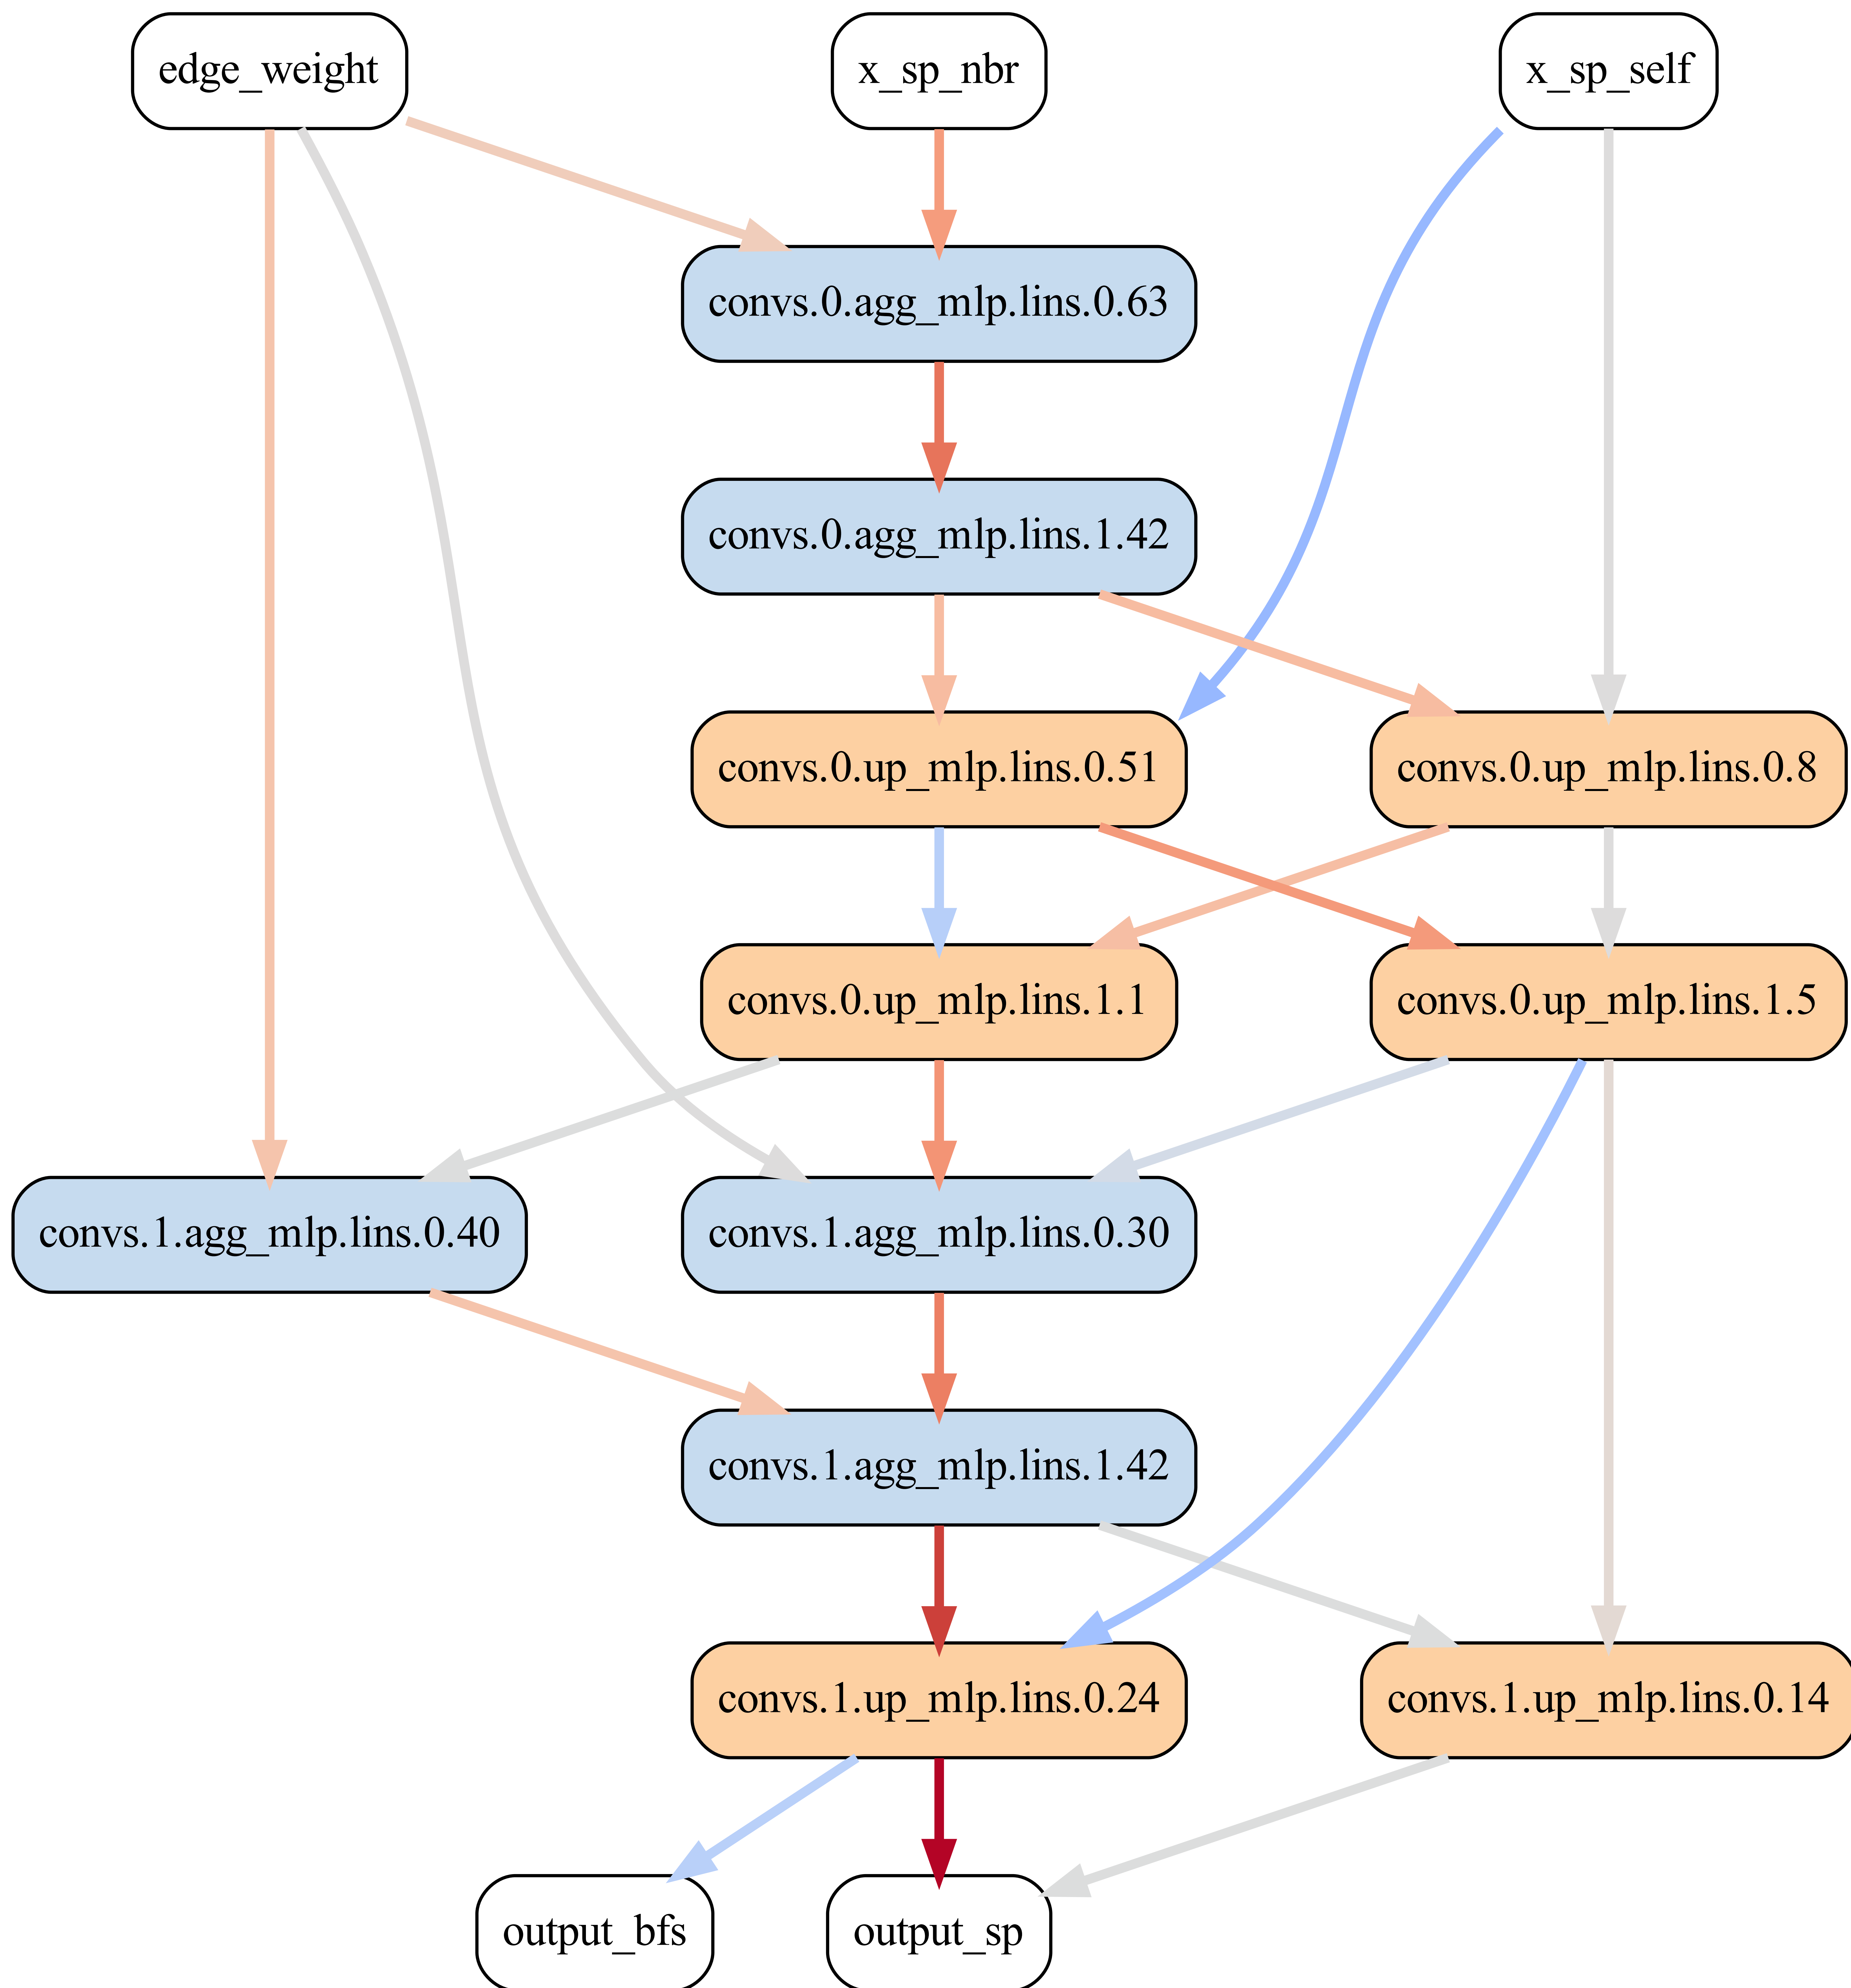 edge_weight
x_sp_nbr
x_sp_self
convs.0.agg_mlp.lins.0.63
convs.0.agg_mlp.lins.1.42
convs.0.up_mlp.lins.0.51
convs.0.up_mlp.lins.0.8
convs.0.up_mlp.lins.1.1
convs.0.up_mlp.lins.1.5
convs.1.agg_mlp.lins.0.40
convs.1.agg_mlp.lins.0.30
convs.1.agg_mlp.lins.1.42
convs.1.up_mlp.lins.0.24
convs.1.up_mlp.lins.0.14
output_bfs
output_sp